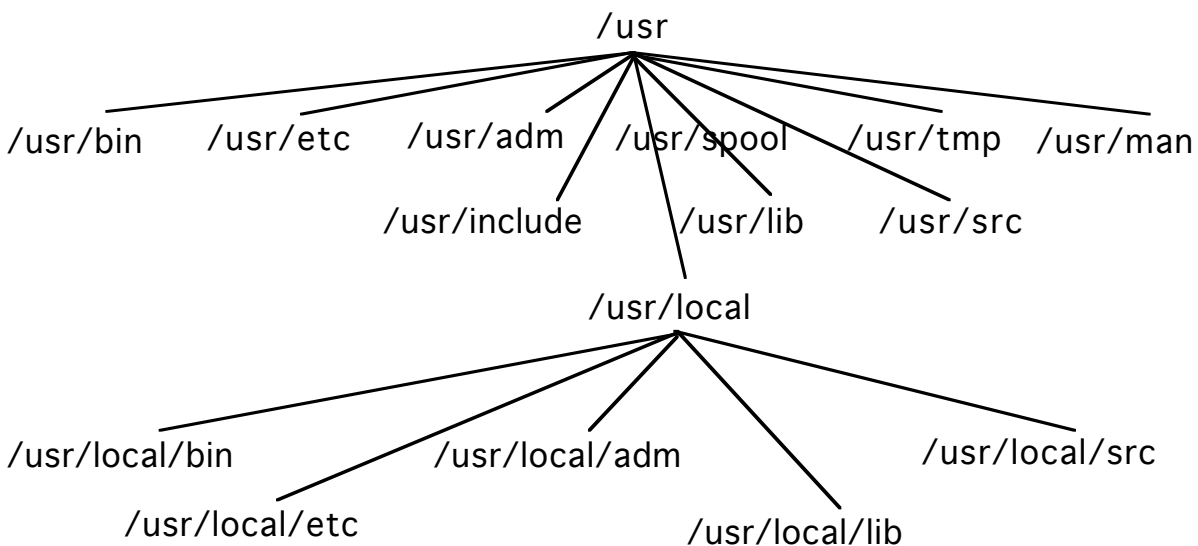 /usr
/usr/bin /usr/etc /usr/adm /usr/spool /usr/tmp /usr/man
/usr/include /usr/lib /usr/src
/usr/local
/usr/local/bin /usr/local/adm /usr/local/src
/usr/local/etc /usr/local/lib